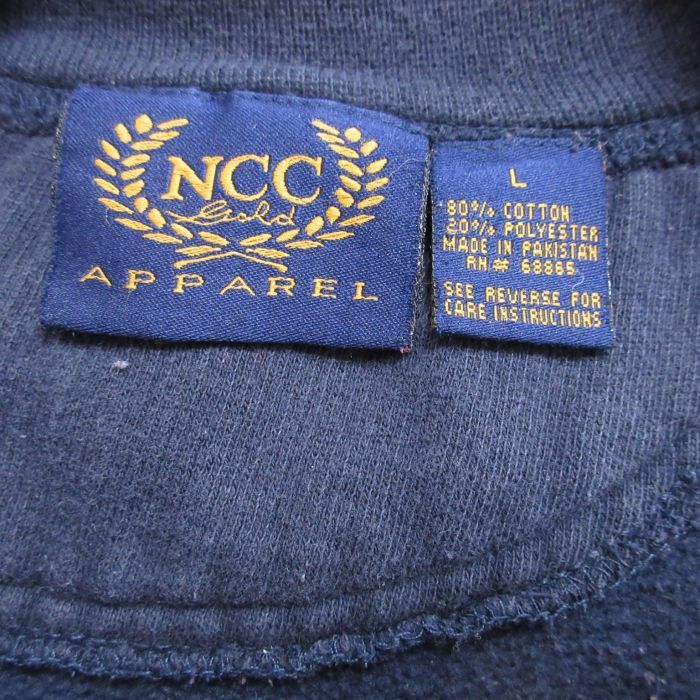 NCC
Gold
APPAREL
L
80% COTTON
20% POLYESTER
MADE IN PAKISTAN
RN# 68865
SEE REVERSE FOR
CARE INSTRUCTIONS